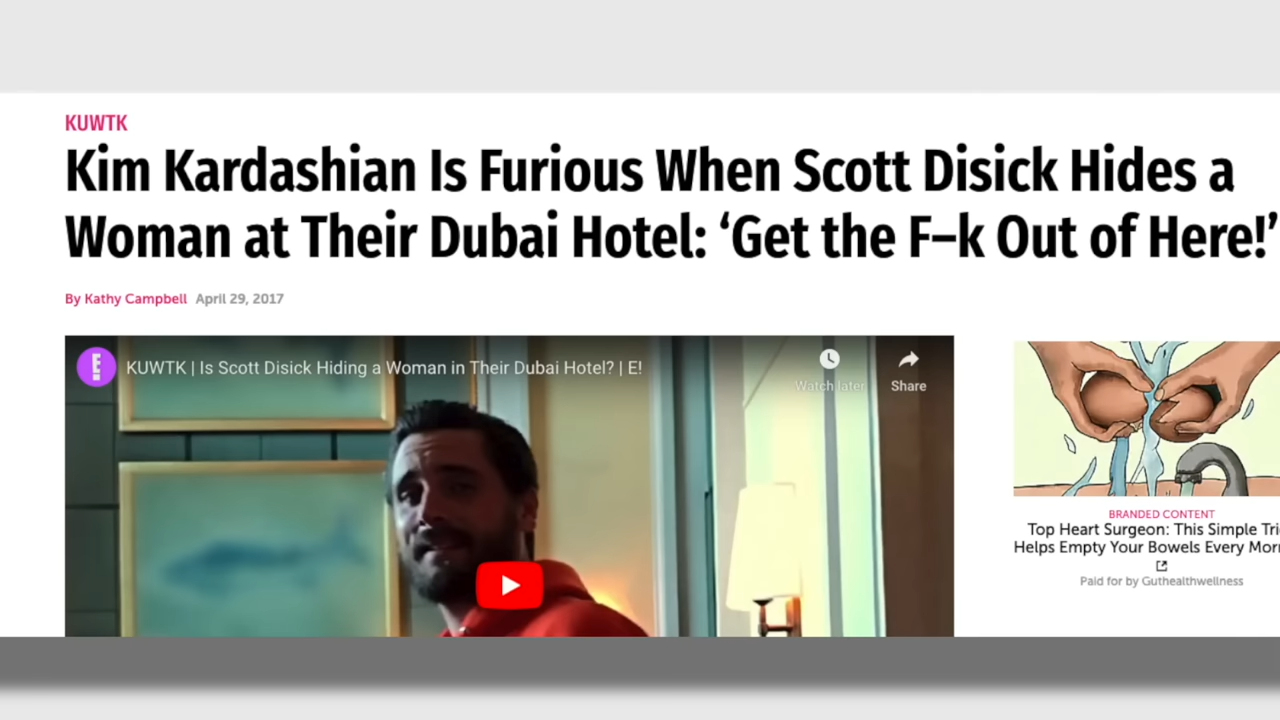 KUWTK
Kim Kardashian Is Furious When Scott Disick Hides a
Woman at Their Dubai Hotel: ‘Get the F–k Out of Here!’
By Kathy Campbell April 29, 2017
E!
KUWTK | Is Scott Disick Hiding a Woman in Their Dubai Hotel? | E!
Watch later
Share
BRANDED CONTENT
Top Heart Surgeon: This Simple Tri
Helps Empty Your Bowels Every Mor
Paid for by Guthealthwellness